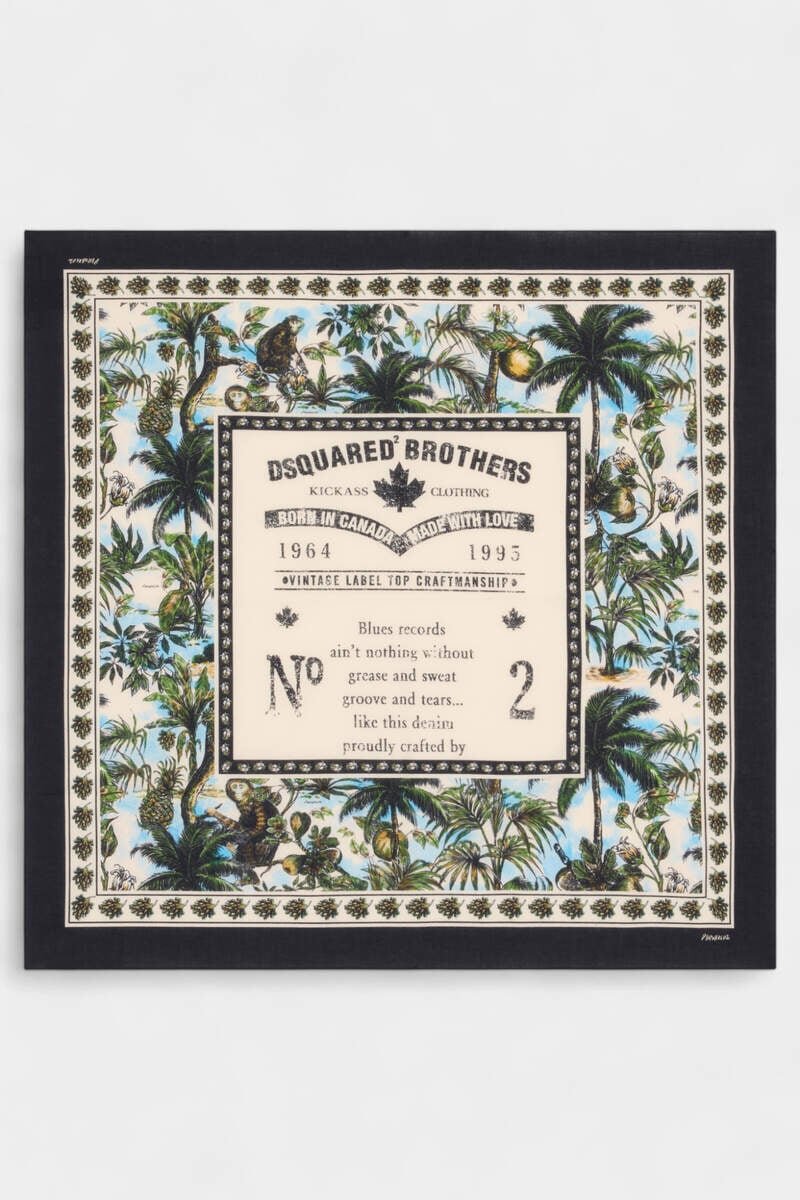 DSQUARED² BROTHERS
KICKASS CLOTHING
BORN IN CANADA MADE WITH LOVE
1964 1995
•VINTAGE LABEL TOP CRAFTMANSHIP•
Blues records
ain't nothing without
grease and sweat
groove and tears...
like this denim
proudly crafted by
Nº 2